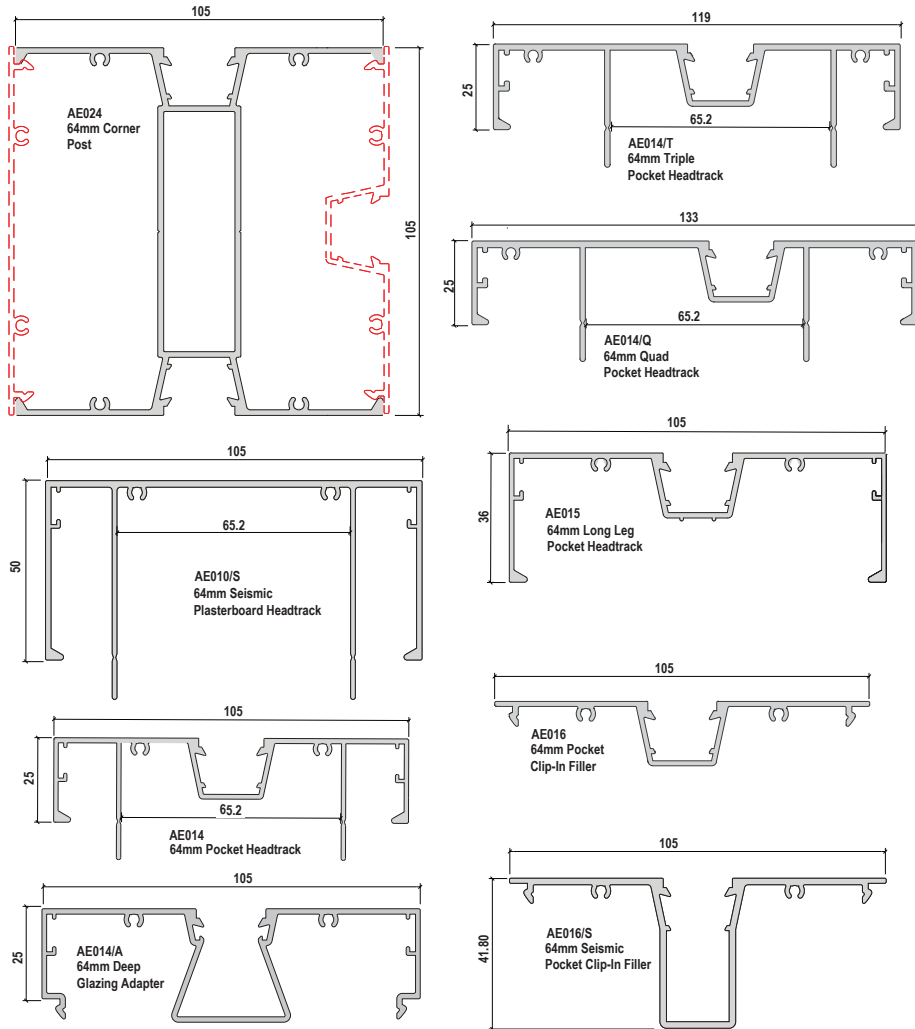 105
AE024
64mm Corner
Post
105
105
50
65.2
AE010/S
64mm Seismic
Plasterboard Headtrack
105
25
65.2
AE014
64mm Pocket Headtrack
105
25
AE014/A
64mm Deep
Glazing Adapter
119
25
65.2
AE014/T
64mm Triple
Pocket Headtrack
133
25
65.2
AE014/Q
64mm Quad
Pocket Headtrack
105
36
AE015
64mm Long Leg
Pocket Headtrack
105
AE016
64mm Pocket
Clip-In Filler
105
41.80
AE016/S
64mm Seismic
Pocket Clip-In Filler